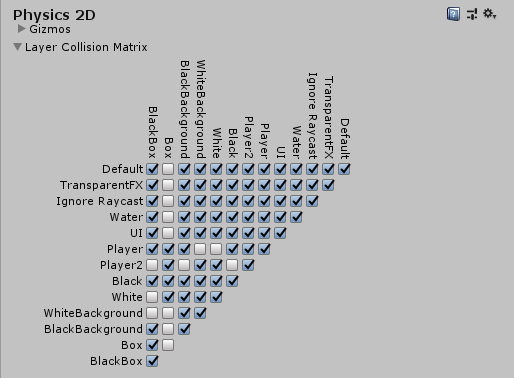 Physics 2D
Gizmos
Layer Collision Matrix
BlackBox
Box
BlackBackground
WhiteBackground
White
Black
Player2
Player
UI
Water
Ignore Raycast
TransparentFX
Default
Default
TransparentFX
Ignore Raycast
Water
UI
Player
Player2
Black
White
WhiteBackground
BlackBackground
Box
BlackBox